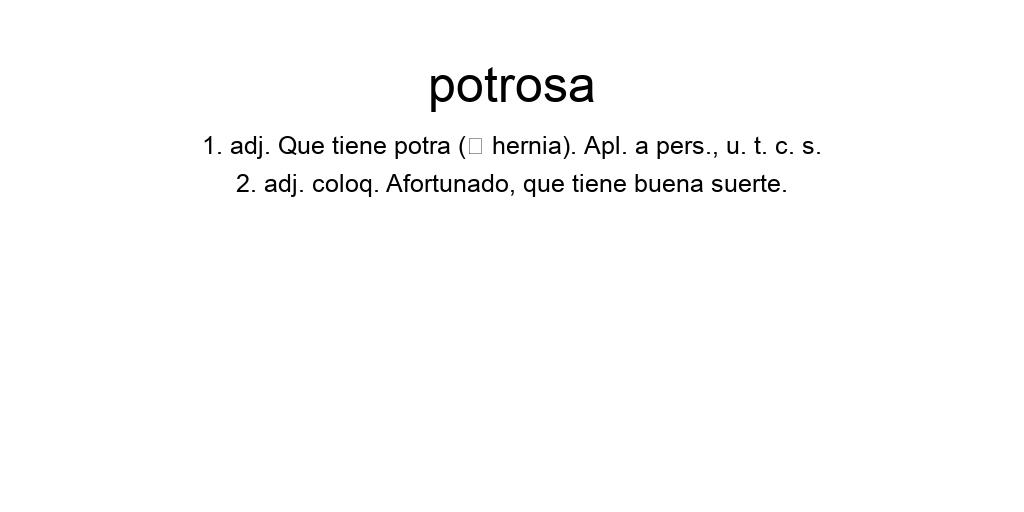 potrosa
1. adj. Que tiene potra (□ hernia). Apl. a pers., u. t. c. s.
2. adj. coloq. Afortunado, que tiene buena suerte.